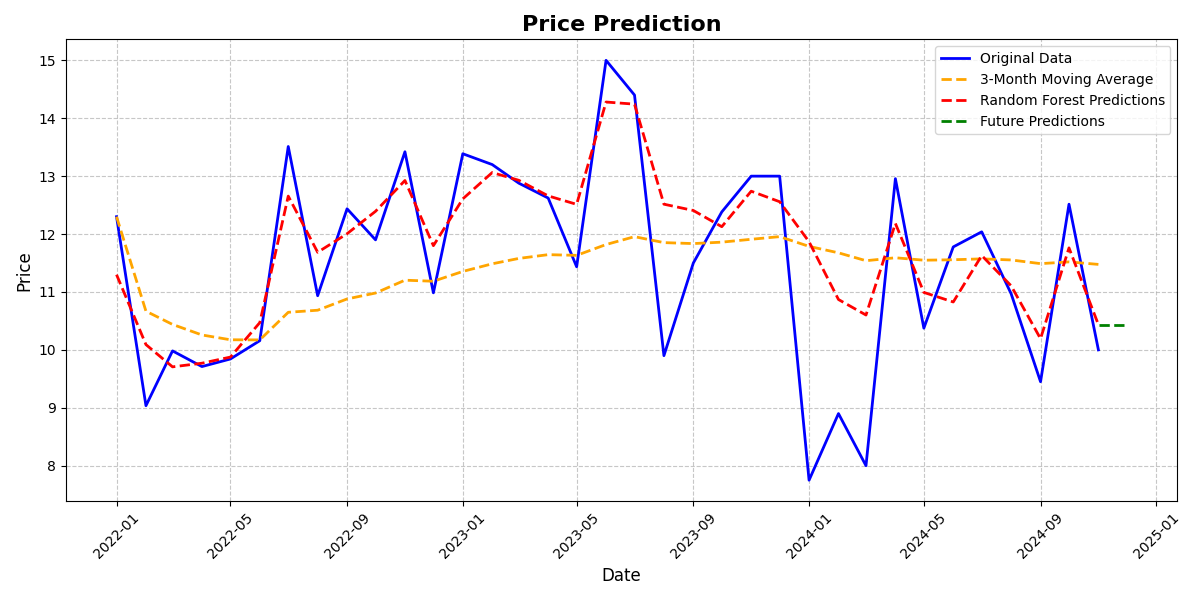 Price Prediction
Original Data
3-Month Moving Average
Random Forest Predictions
Future Predictions
Price
15
14
13
12
11
10
9
8
2022-01
2022-05
2022-09
2023-01
2023-05
2023-09
2024-01
2024-05
2024-09
2025-01
Date